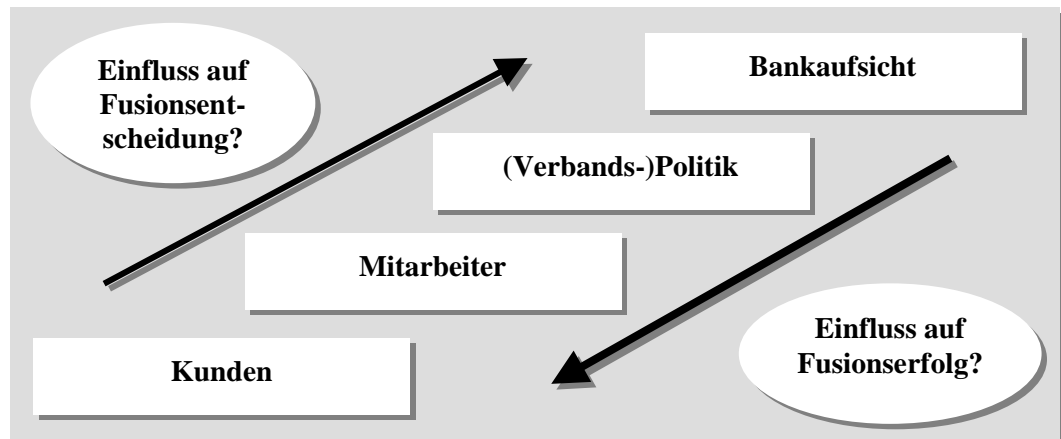 Einfluss auf
Fusionsent-
scheidung?
Bankaufsicht
(Verbands-)Politik
Mitarbeiter
Kunden
Einfluss auf
Fusionserfolg?